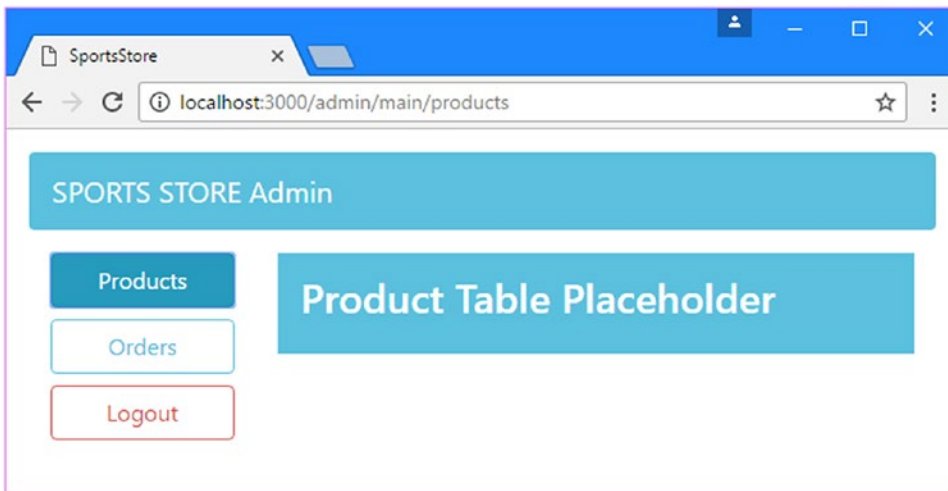 SportsStore
localhost:3000/admin/main/products
SPORTS STORE Admin
Products
Product Table Placeholder
Orders
Logout